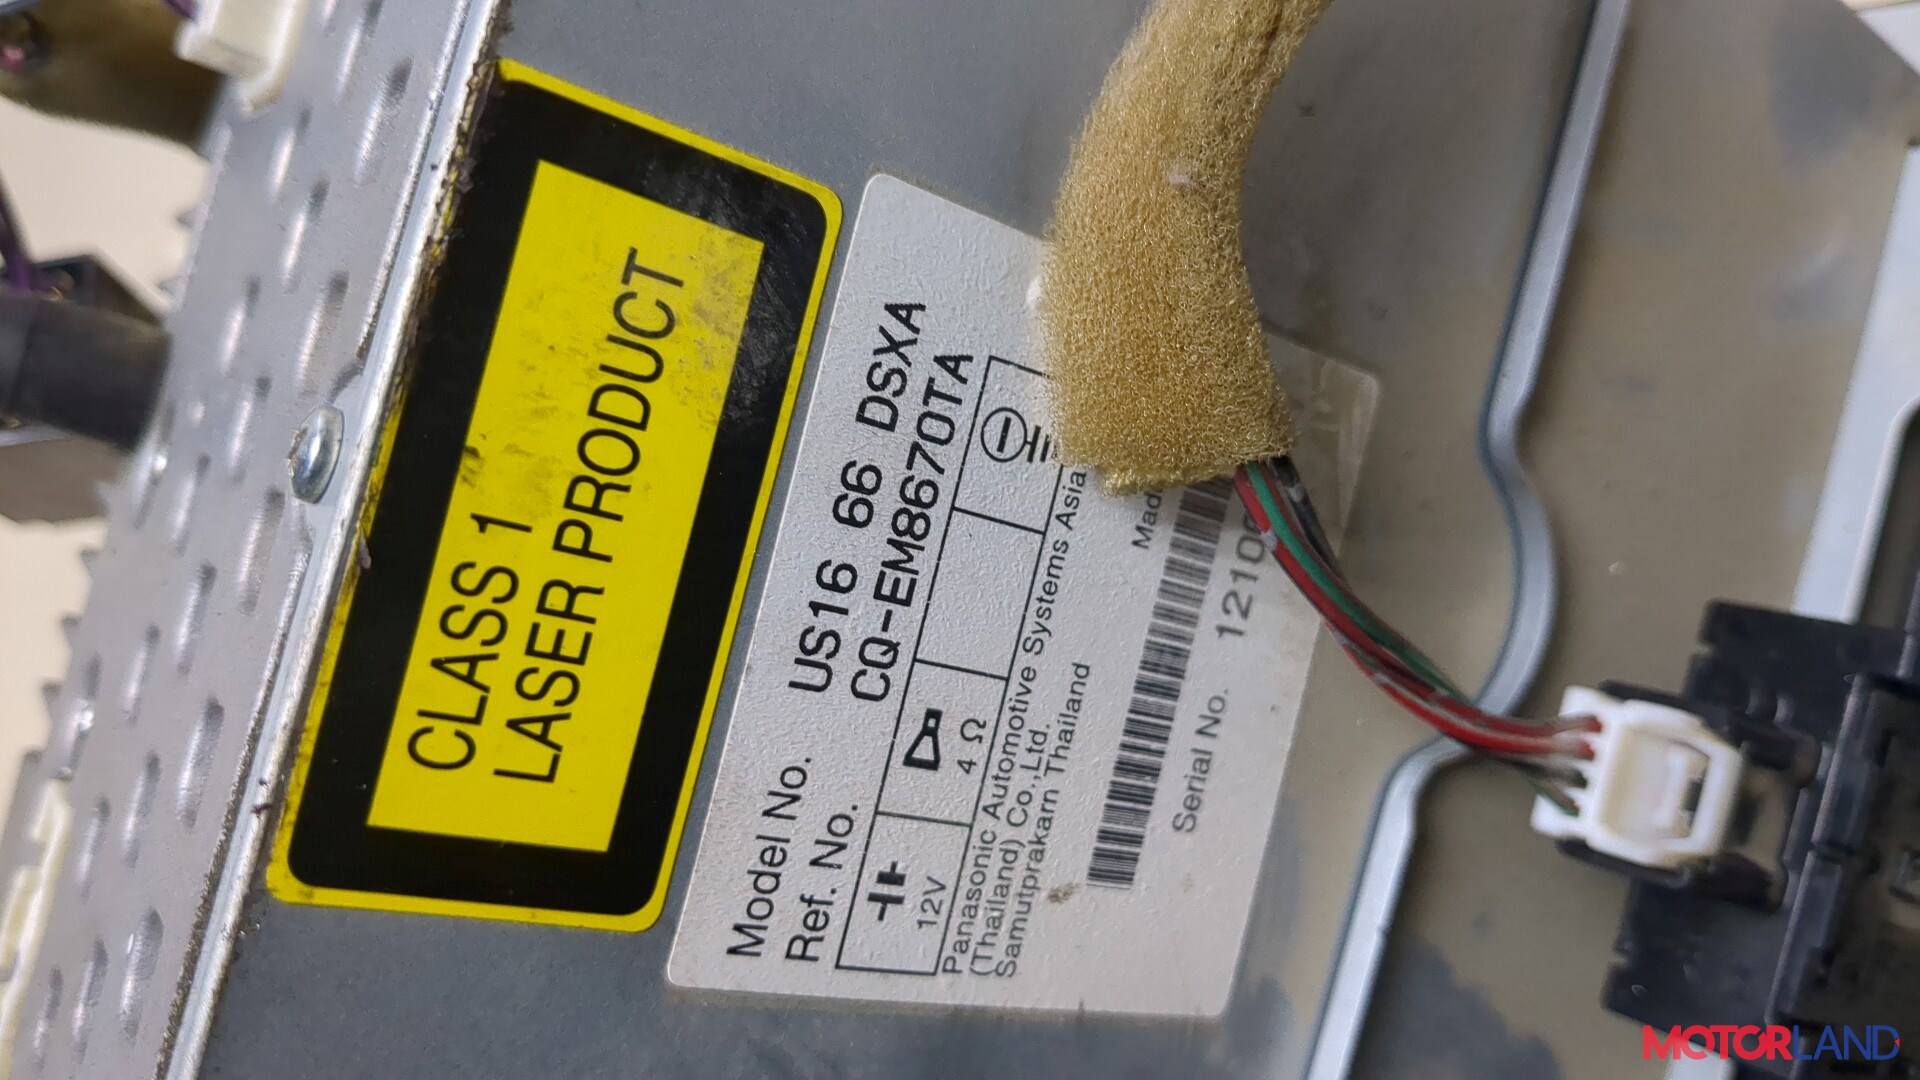 CLASS 1
LASER PRODUCT
Model No. US16 66 DSXA
Ref. No. CQ-EM8670TA
12V
4 Ω
Panasonic Automotive Systems Asia
(Thailand) Co.,Ltd.
Samutprakarn Thailand
Serial No. 1210
MOTORLAND